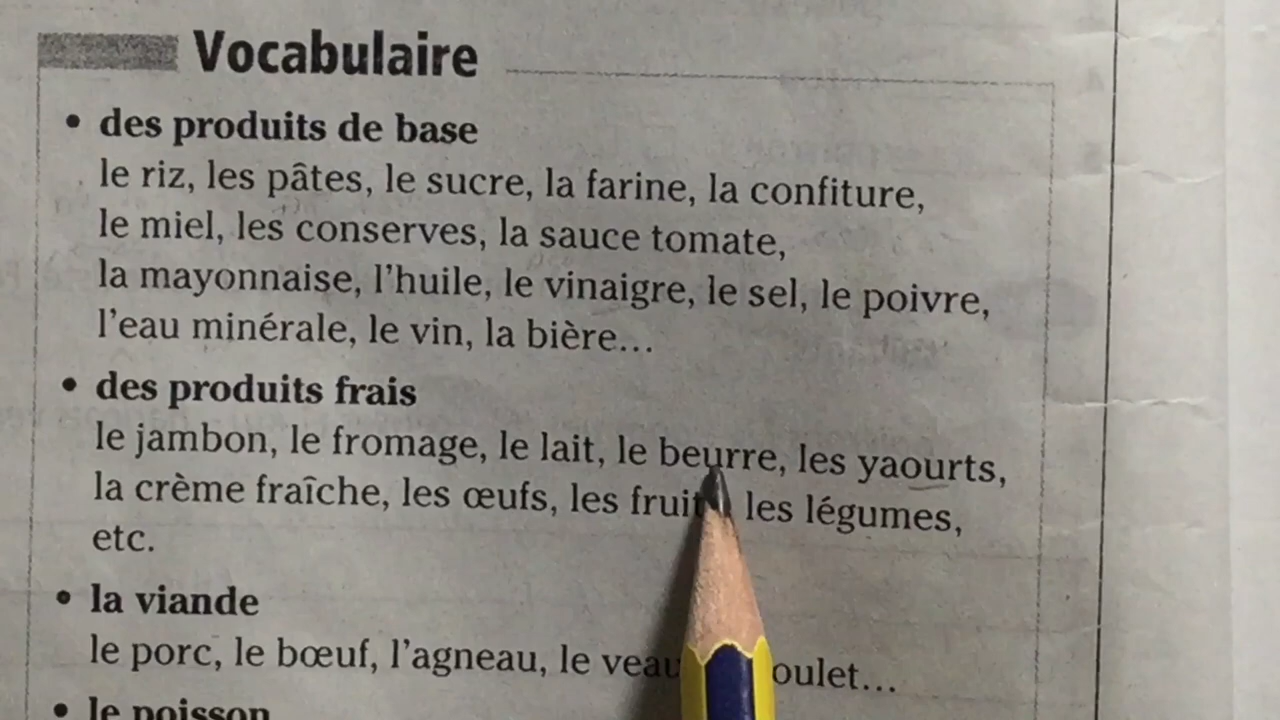 Vocabulaire
• des produits de base
le riz, les pâtes, le sucre, la farine, la confiture,
le miel, les conserves, la sauce tomate,
la mayonnaise, l'huile, le vinaigre, le sel, le poivre,
l'eau minérale, le vin, la bière...
• des produits frais
le jambon, le fromage, le lait, le beurre, les yaourts,
la crème fraîche, les œufs, les les légumes,
etc.
• la viande
le porc, le bœuf, l'agneau, le
• le poisson